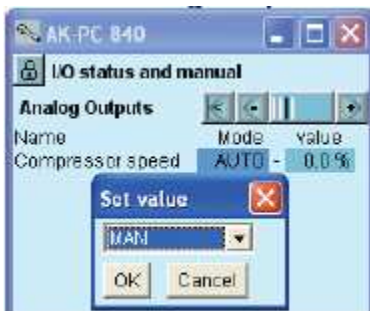 AK-PC 840
I/O status and manual
Analog Outputs
Name Mode value
Compressor speed AUTO - 0.0 %
Set value
MAN
OK Cancel